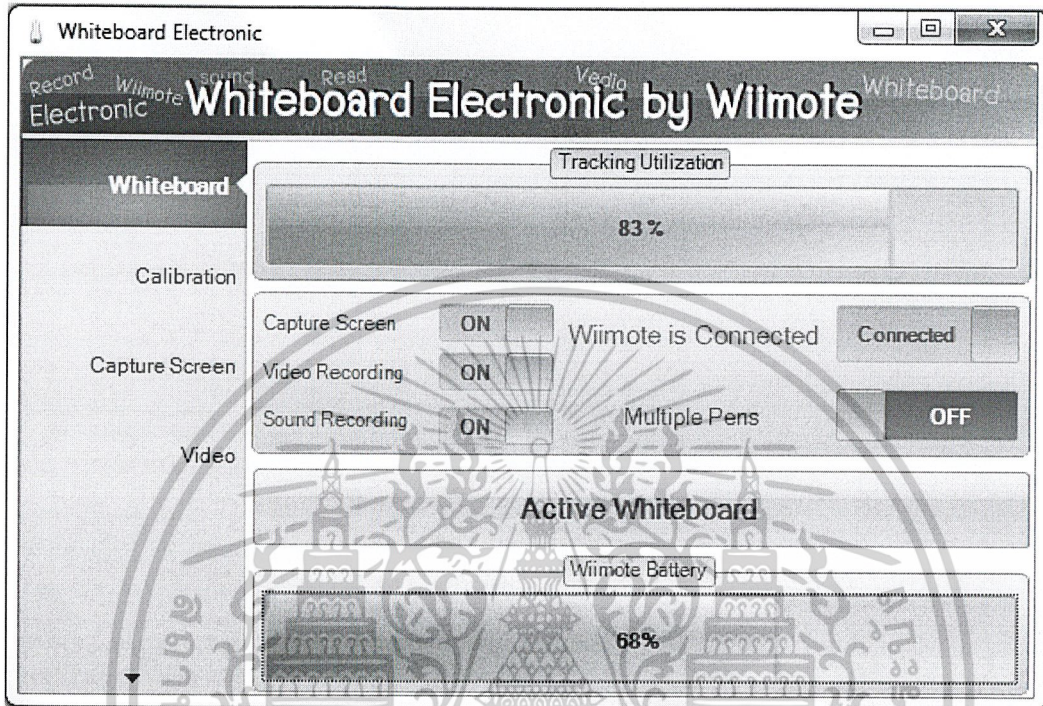 Whiteboard Electronic
Record Wiimote sound Read Vedio Whiteboard
Electronic Whiteboard Electronic by Wiimote
Whiteboard
Calibration
Capture Screen
Video
Tracking Utilization
83 %
Capture Screen ON
Video Recording ON
Sound Recording ON
Wiimote is Connected Connected
Multiple Pens OFF
Active Whiteboard
Wiimote Battery
68%